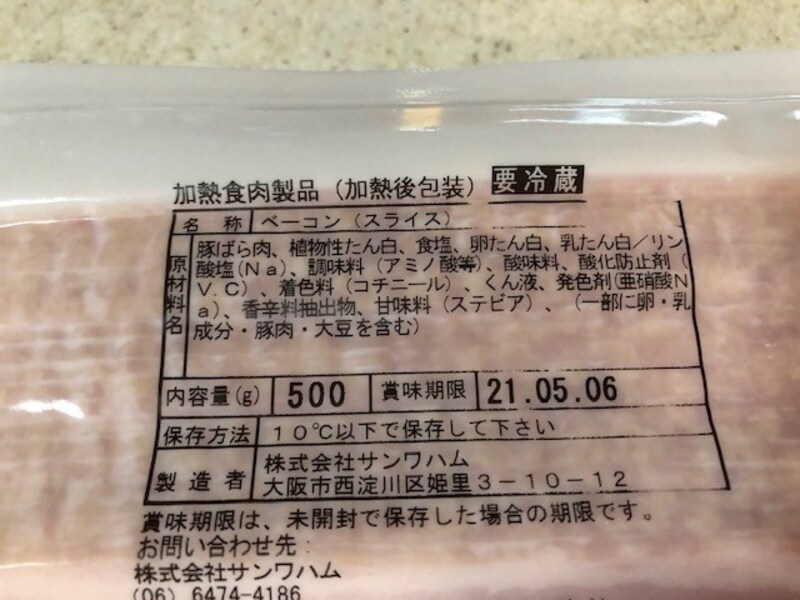 加熱食肉製品（加熱後包装） 要冷蔵
名 称 ベーコン（スライス）
原材料名 豚ばら肉、植物性たん白、食塩、卵たん白、乳たん白／リン
酸塩(Ｎａ)、調味料（アミノ酸等）、酸味料、酸化防止剤（
Ｖ.Ｃ）、着色料（コチニール）、くん液、発色剤(亜硝酸Ｎ
ａ)、香辛料抽出物、甘味料（ステビア）、（一部に卵・乳
成分・豚肉・大豆を含む）
内容量(g) 500 賞味期限 21.05.06
保存方法 １０℃以下で保存して下さい
製造者 株式会社サンワハム
大阪市西淀川区姫里３－１０－１２
賞味期限は、未開封で保存した場合の期限です。
お問い合わせ先：
株式会社サンワハム
(06) 6474-4186